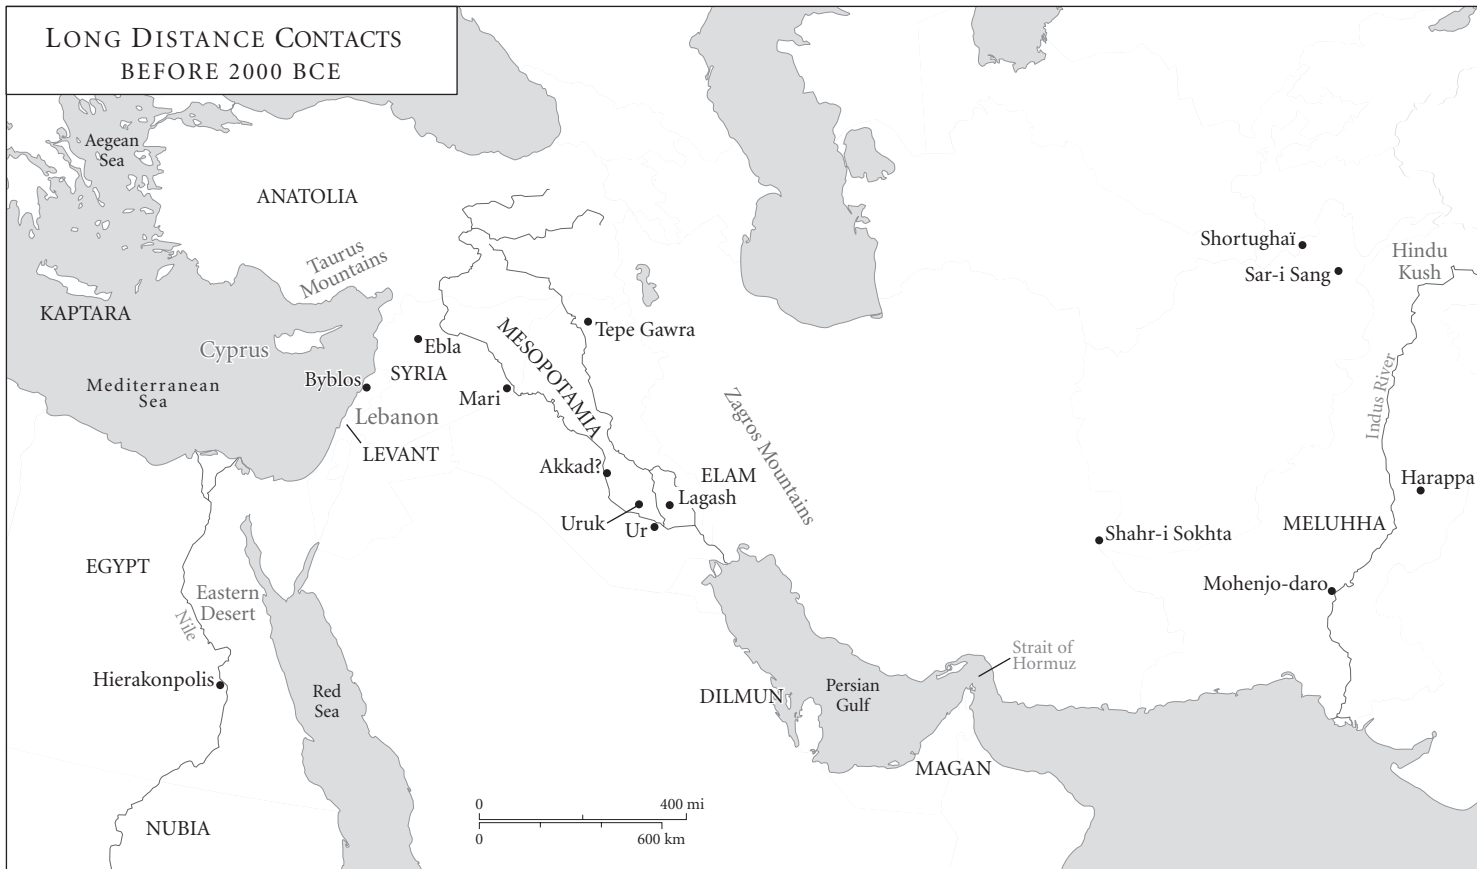 LONG DISTANCE CONTACTS
BEFORE 2000 BCE
Aegean
Sea
ANATOLIA
Taurus
Mountains
KAPTARA
Cyprus
Mediterranean
Sea
Byblos
Ebla
SYRIA
Lebanon
LEVANT
Mari
MESOPOTAMIA
Tepe Gawra
Zagros Mountains
Akkad?
Uruk
Ur
ELAM
Lagash
Shortughaï
Sar-i Sang
Hindu
Kush
Indus River
Harappa
MELUHHA
Shahr-i Sokhta
Mohenjo-daro
EGYPT
Eastern
Desert
Nile
Hierakonpolis
Red
Sea
NUBIA
DILMUN
Persian
Gulf
Strait of
Hormuz
MAGAN
0 400 mi
0 600 km